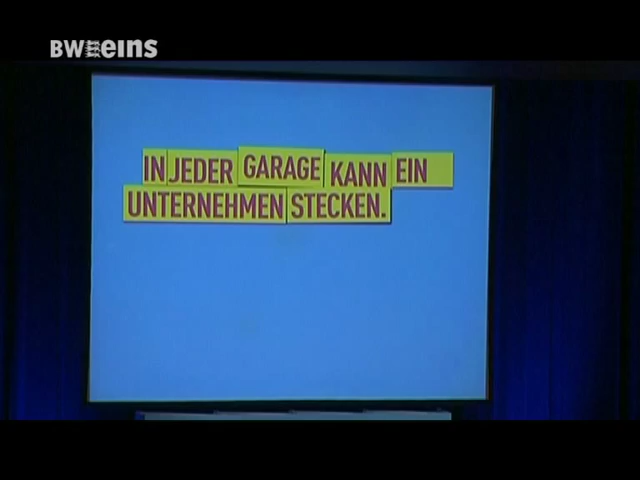 BW eins
IN JEDER GARAGE KANN EIN
UNTERNEHMEN STECKEN.